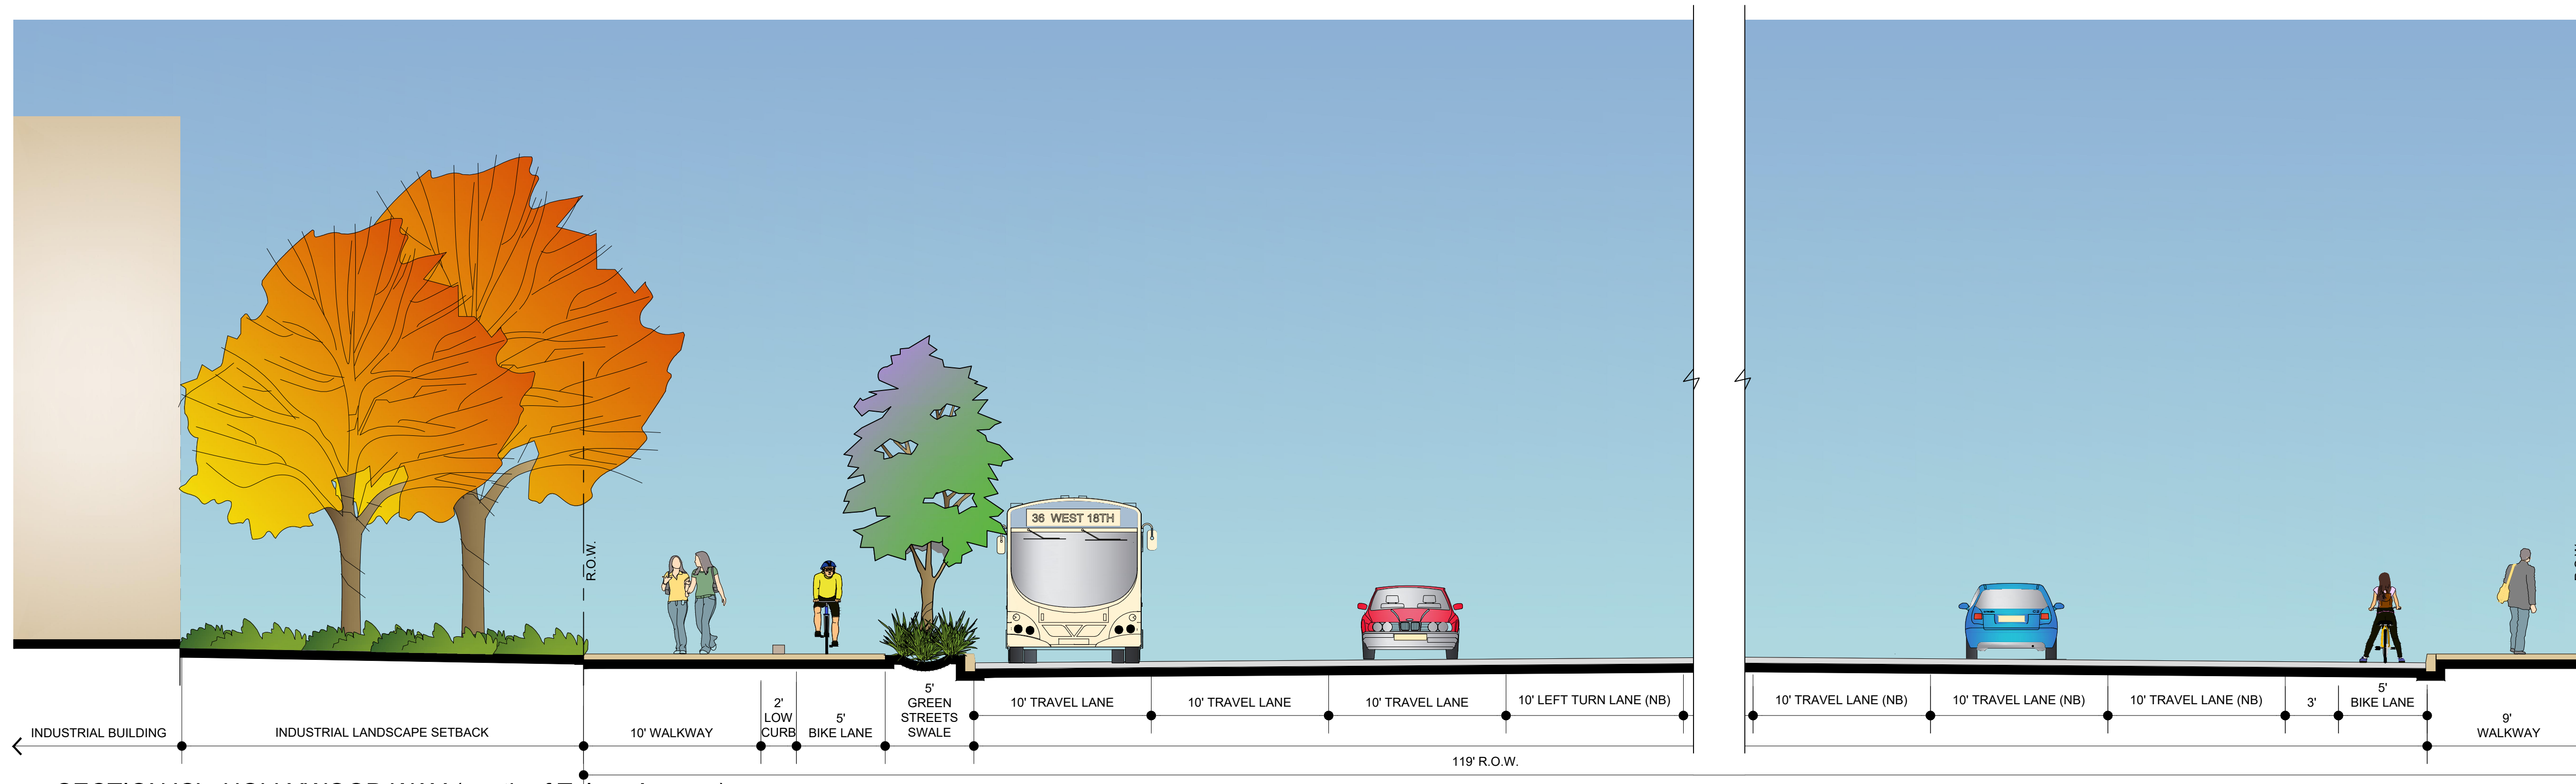 36 WEST 18TH
R.O.W.
INDUSTRIAL BUILDING
INDUSTRIAL LANDSCAPE SETBACK
10' WALKWAY
2'
LOW
CURB
5'
BIKE LANE
5'
GREEN
STREETS
SWALE
10' TRAVEL LANE
10' TRAVEL LANE
10' TRAVEL LANE
10' LEFT TURN LANE (NB)
10' TRAVEL LANE (NB)
10' TRAVEL LANE (NB)
10' TRAVEL LANE (NB)
3'
5'
BIKE LANE
9'
WALKWAY
119' R.O.W.